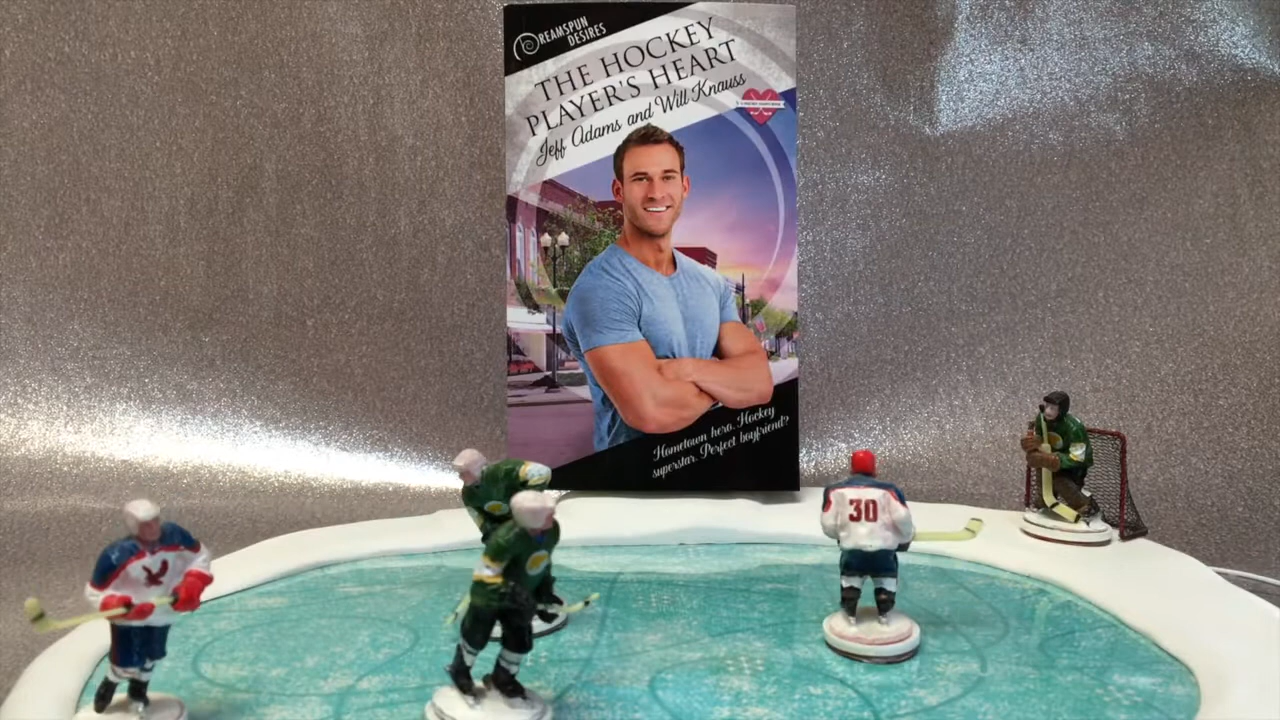 DREAMSPUN
DESIRES
THE HOCKEY
PLAYER'S HEART
Jeff Adams and Will Knauss
Hometown hero. Hockey
superstar. Perfect boyfriend?
30